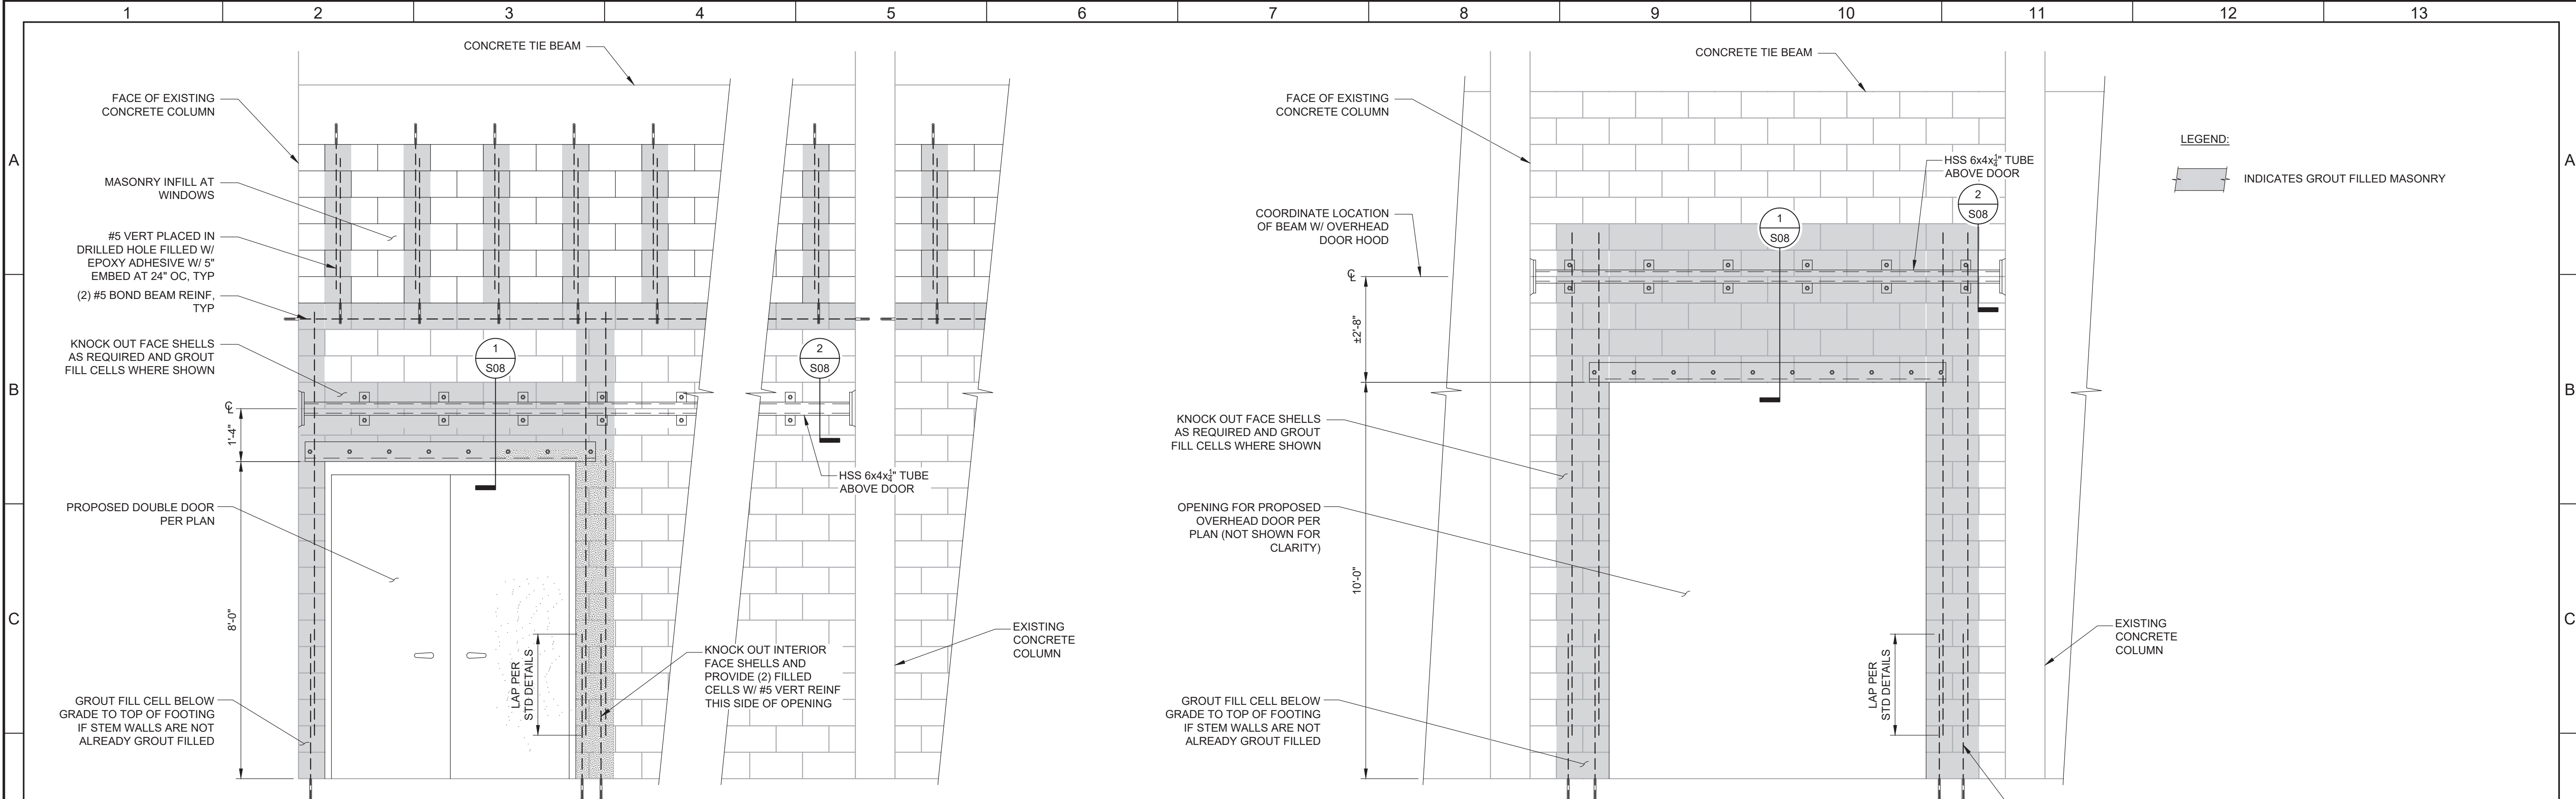 1 2 3 4 5 6 7 8 9 10 11 12 13
A
B
C
CONCRETE TIE BEAM
FACE OF EXISTING
CONCRETE COLUMN
MASONRY INFILL AT
WINDOWS
#5 VERT PLACED IN
DRILLED HOLE FILLED W/
EPOXY ADHESIVE W/ 5"
EMBED AT 24" OC, TYP
(2) #5 BOND BEAM REINF,
TYP
KNOCK OUT FACE SHELLS
AS REQUIRED AND GROUT
FILL CELLS WHERE SHOWN
1
S08
2
S08
℄
1'-4"
HSS 6x4x1/4" TUBE
ABOVE DOOR
PROPOSED DOUBLE DOOR
PER PLAN
8'-0"
LAP PER
STD DETAILS
KNOCK OUT INTERIOR
FACE SHELLS AND
PROVIDE (2) FILLED
CELLS W/ #5 VERT REINF
THIS SIDE OF OPENING
EXISTING
CONCRETE
COLUMN
GROUT FILL CELL BELOW
GRADE TO TOP OF FOOTING
IF STEM WALLS ARE NOT
ALREADY GROUT FILLED
CONCRETE TIE BEAM
FACE OF EXISTING
CONCRETE COLUMN
HSS 6x4x1/4" TUBE
ABOVE DOOR
2
S08
1
S08
COORDINATE LOCATION
OF BEAM W/ OVERHEAD
DOOR HOOD
℄
±2'-8"
KNOCK OUT FACE SHELLS
AS REQUIRED AND GROUT
FILL CELLS WHERE SHOWN
OPENING FOR PROPOSED
OVERHEAD DOOR PER
PLAN (NOT SHOWN FOR
CLARITY)
10'-0"
LAP PER
STD DETAILS
EXISTING
CONCRETE
COLUMN
GROUT FILL CELL BELOW
GRADE TO TOP OF FOOTING
IF STEM WALLS ARE NOT
ALREADY GROUT FILLED
LEGEND:
INDICATES GROUT FILLED MASONRY
A
B
C